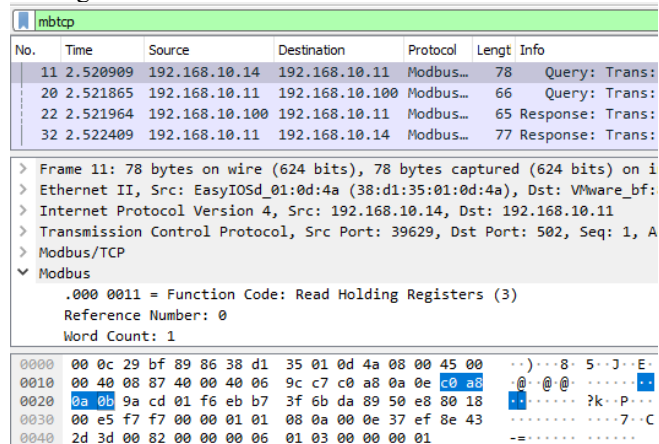 mbtcp
No. Time Source Destination Protocol Lengt Info
11 2.520909 192.168.10.14 192.168.10.11 Modbus… 78 Query: Trans:
20 2.521865 192.168.10.11 192.168.10.100 Modbus… 66 Query: Trans:
22 2.521964 192.168.10.100 192.168.10.11 Modbus… 65 Response: Trans:
32 2.522409 192.168.10.11 192.168.10.14 Modbus… 77 Response: Trans:
> Frame 11: 78 bytes on wire (624 bits), 78 bytes captured (624 bits) on i
> Ethernet II, Src: EasyIOSd_01:0d:4a (38:d1:35:01:0d:4a), Dst: VMware_bf:
> Internet Protocol Version 4, Src: 192.168.10.14, Dst: 192.168.10.11
> Transmission Control Protocol, Src Port: 39629, Dst Port: 502, Seq: 1, A
> Modbus/TCP
Modbus
.000 0011 = Function Code: Read Holding Registers (3)
Reference Number: 0
Word Count: 1
0000 00 0c 29 bf 89 86 38 d1 35 01 0d 4a 08 00 45 00 ··)···8· 5··J··E·
0010 00 40 08 87 40 00 40 06 9c c7 c0 a8 0a 0e c0 a8 ·@··@·@· ········
0020 0a 0b 9a cd 01 f6 eb b7 3f 6b da 89 50 e8 80 18 ········ ?k··P···
0030 00 e5 f7 f7 00 00 01 01 08 0a 00 0e 37 ef 8e 43 ········ ····7··C
0040 2d 3d 00 82 00 00 00 06 01 03 00 00 00 01 -=······ ······